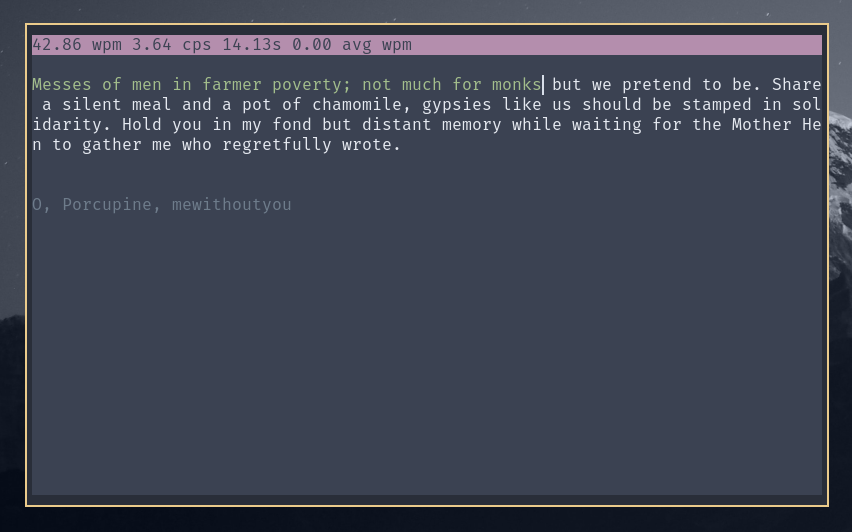 42.86 wpm 3.64 cps 14.13s 0.00 avg wpm
Messes of men in farmer poverty; not much for monks but we pretend to be. Share
a silent meal and a pot of chamomile, gypsies like us should be stamped in sol
idarity. Hold you in my fond but distant memory while waiting for the Mother He
n to gather me who regretfully wrote.
O, Porcupine, mewithoutyou